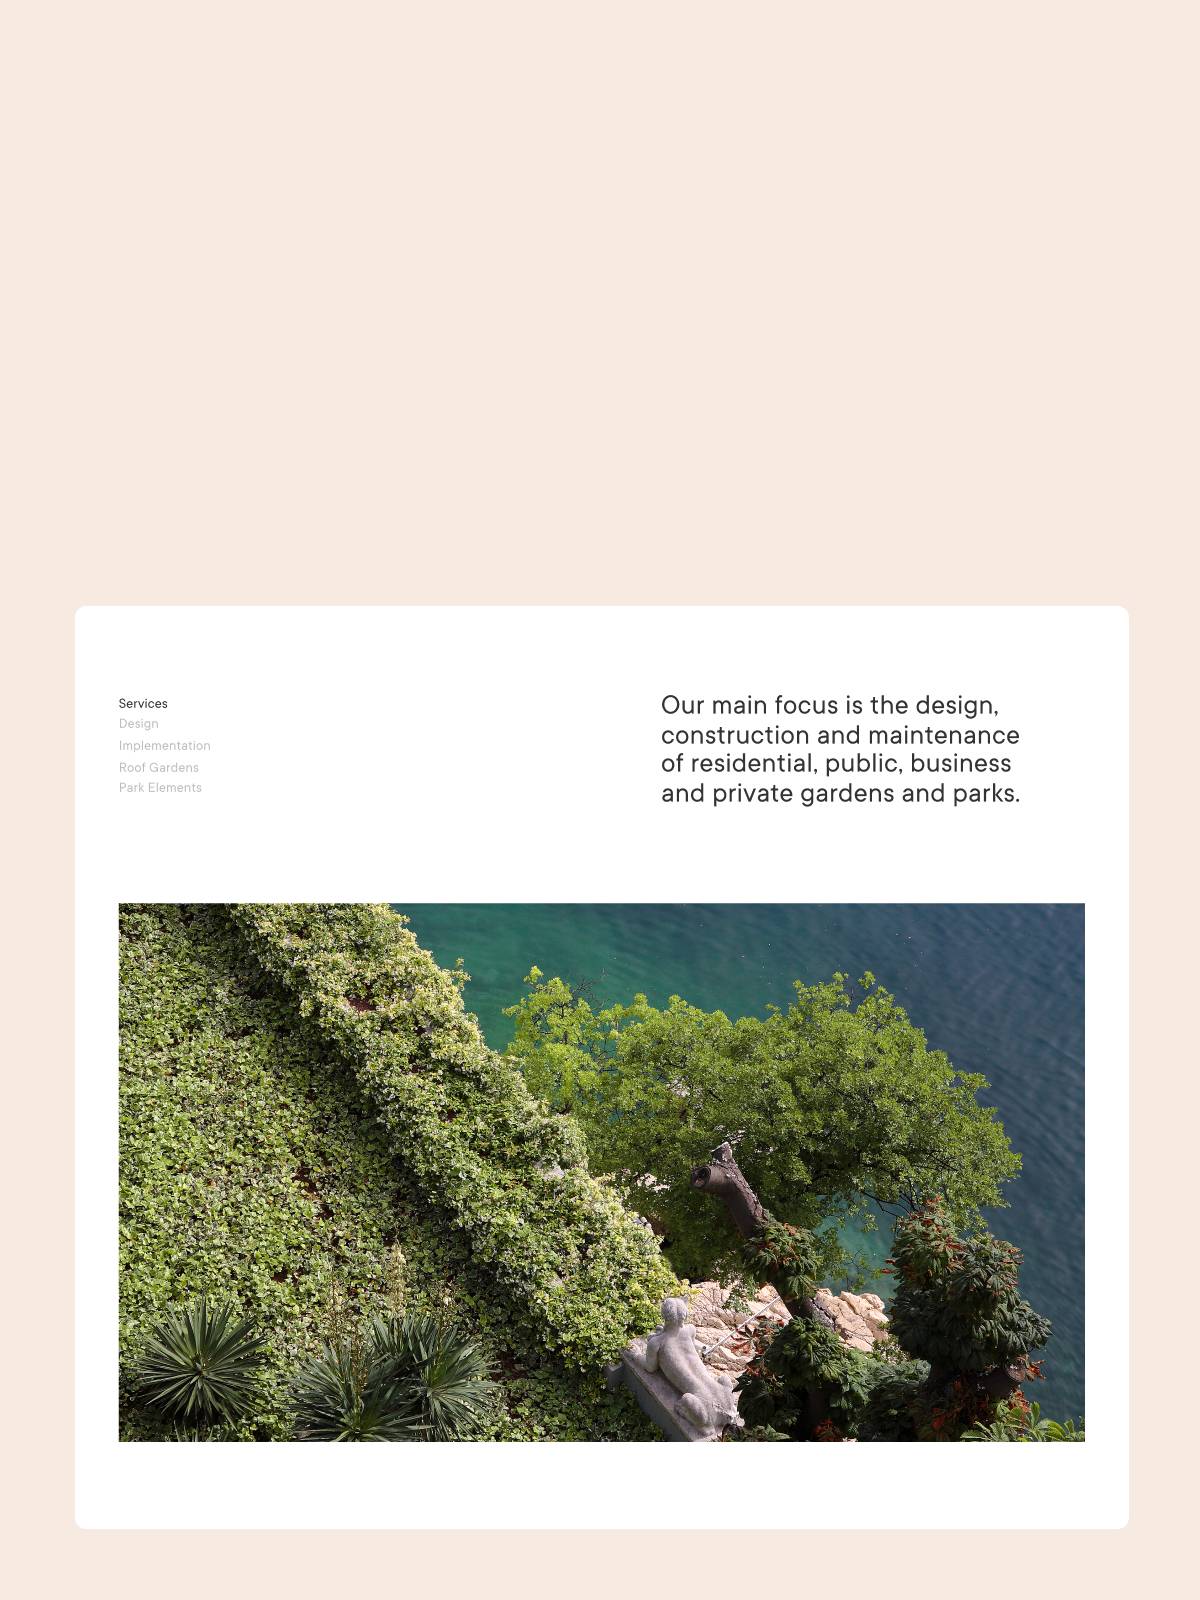 Services
Design
Implementation
Roof Gardens
Park Elements
Our main focus is the design,
construction and maintenance
of residential, public, business
and private gardens and parks.